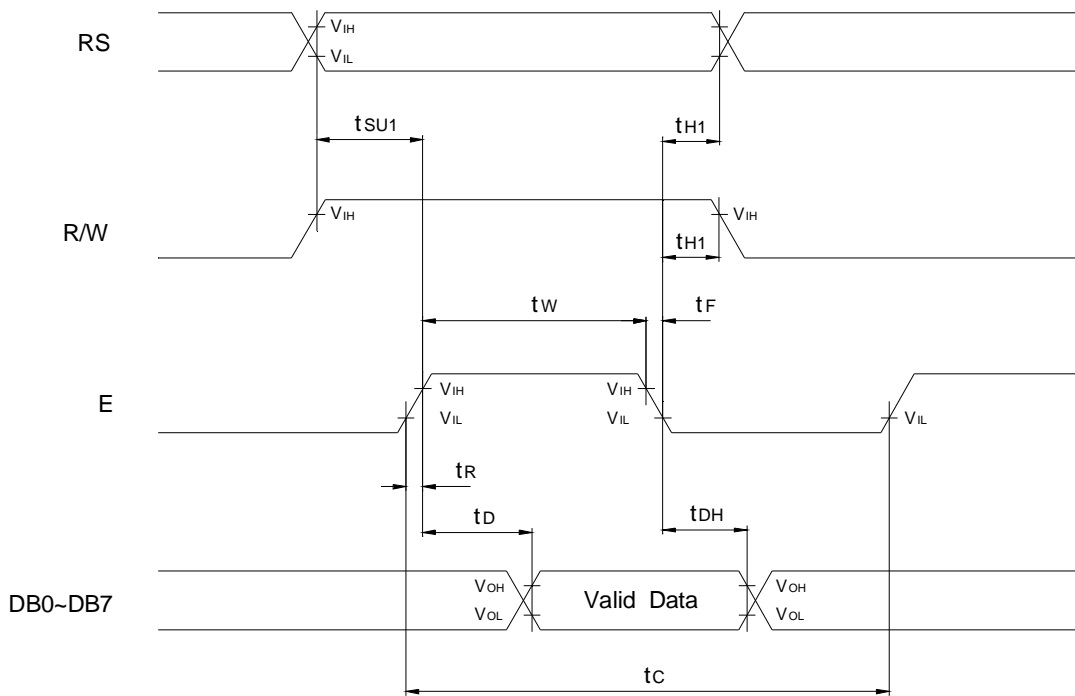 RS
VIH
VIL
tSU1
tH1
R/W
VIH
VIH
tH1
tW
tF
E
VIH
VIH
VIL
VIL
VIL
tR
tD
tDH
DB0~DB7
VOH
Valid Data
VOH
VOL
VOL
tC